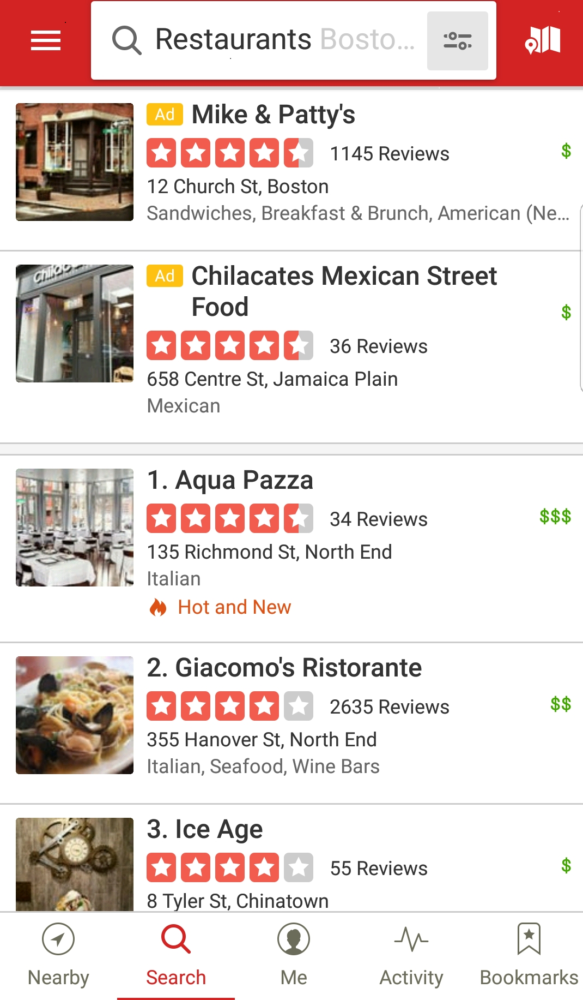 Restaurants Bosto...
Ad Mike & Patty's
1145 Reviews $
12 Church St, Boston
Sandwiches, Breakfast & Brunch, American (Ne...
Chilac
Ad Chilacates Mexican Street
Food
$
36 Reviews
658 Centre St, Jamaica Plain
Mexican
1. Aqua Pazza
34 Reviews $$$
135 Richmond St, North End
Italian
Hot and New
2. Giacomo's Ristorante
2635 Reviews $$
355 Hanover St, North End
Italian, Seafood, Wine Bars
3. Ice Age
55 Reviews $
8 Tyler St, Chinatown
Nearby Search Me Activity Bookmarks